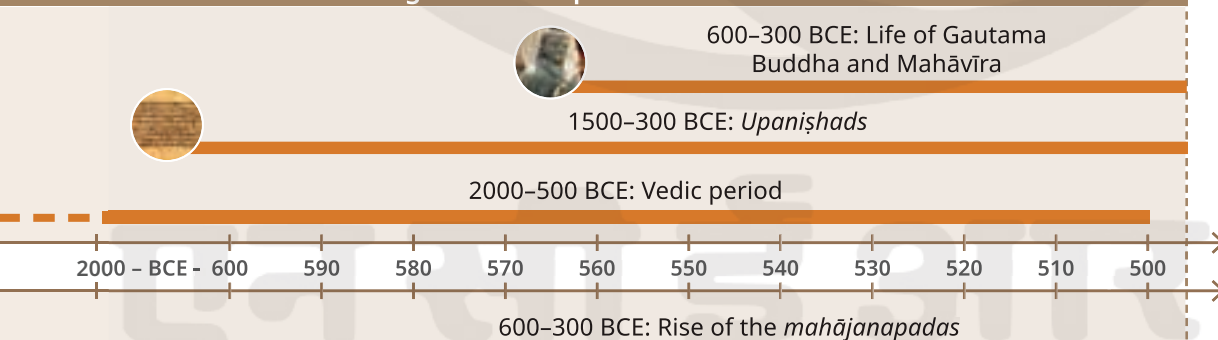 600–300 BCE: Life of Gautama
Buddha and Mahāvīra
1500–300 BCE: Upaniṣhads
2000–500 BCE: Vedic period
2000 – BCE – 600 590 580 570 560 550 540 530 520 510 500
600–300 BCE: Rise of the mahājanapadas